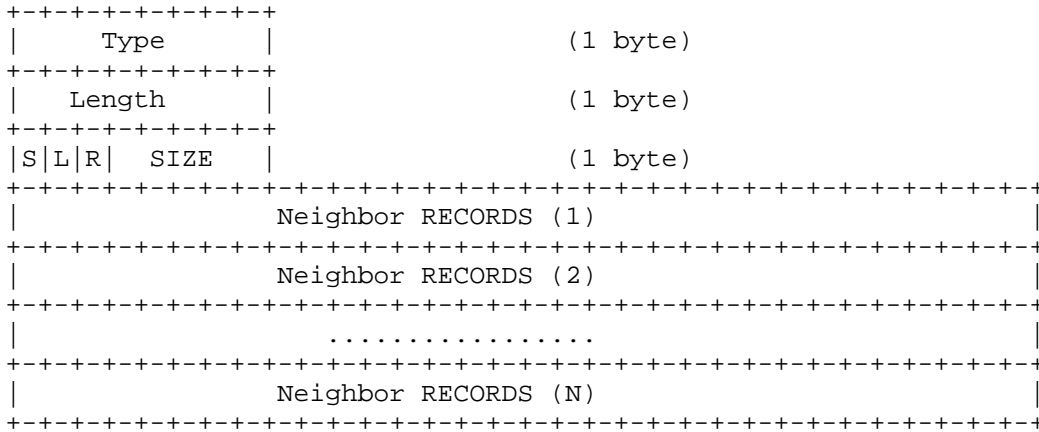 +-+-+-+-+-+-+-+-+
|      Type      |                  (1 byte)
+-+-+-+-+-+-+-+-+
|    Length      |                  (1 byte)
+-+-+-+-+-+-+-+-+
|S|L|R|  SIZE    |                  (1 byte)
+-+-+-+-+-+-+-+-+-+-+-+-+-+-+-+-+-+-+-+-+-+-+-+-+-+-+-+-+-+-+-+-+
|                Neighbor RECORDS (1)                            |
+-+-+-+-+-+-+-+-+-+-+-+-+-+-+-+-+-+-+-+-+-+-+-+-+-+-+-+-+-+-+-+-+
|                Neighbor RECORDS (2)                            |
+-+-+-+-+-+-+-+-+-+-+-+-+-+-+-+-+-+-+-+-+-+-+-+-+-+-+-+-+-+-+-+-+
|                   .................                            |
+-+-+-+-+-+-+-+-+-+-+-+-+-+-+-+-+-+-+-+-+-+-+-+-+-+-+-+-+-+-+-+-+
|                Neighbor RECORDS (N)                            |
+-+-+-+-+-+-+-+-+-+-+-+-+-+-+-+-+-+-+-+-+-+-+-+-+-+-+-+-+-+-+-+-+